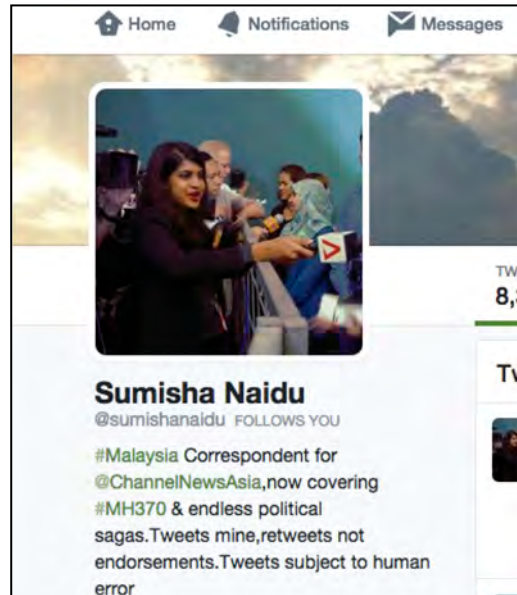 Home Notifications Messages
Sumisha Naidu
@sumishanaidu FOLLOWS YOU
#Malaysia Correspondent for
@ChannelNewsAsia,now covering
#MH370 & endless political
sagas.Tweets mine,retweets not
endorsements.Tweets subject to human
error